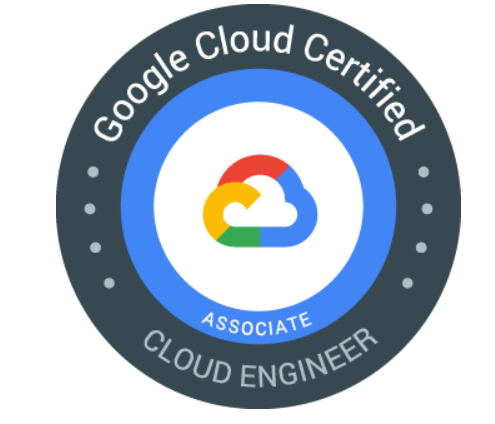 Google Cloud Certified
ASSOCIATE
CLOUD ENGINEER